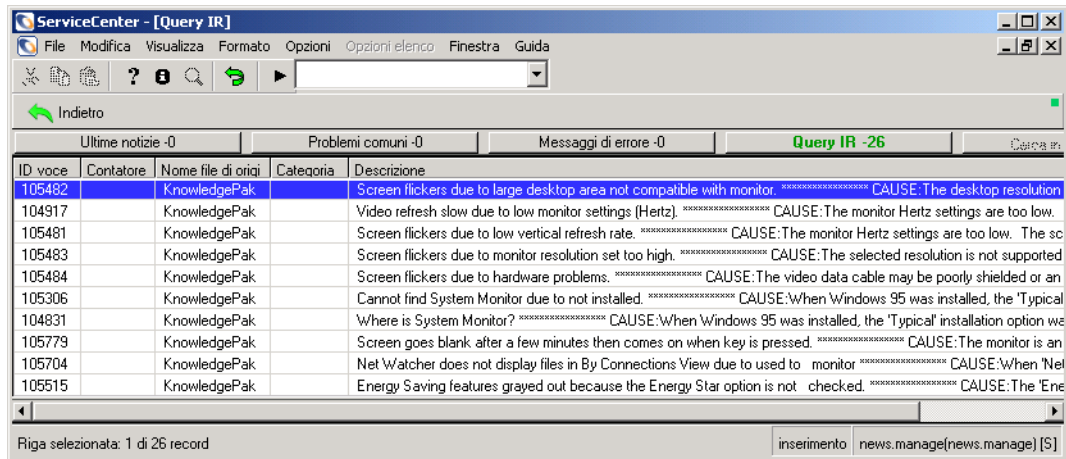 ServiceCenter - [Query IR]
File Modifica Visualizza Formato Opzioni Opzioni elenco Finestra Guida
Indietro
Ultime notizie -0 Problemi comuni -0 Messaggi di errore -0 Query IR -26 Cerca in
ID voce Contatore Nome file di origi Categoria Descrizione
105482 KnowledgePak Screen flickers due to large desktop area not compatible with monitor. ****************** CAUSE:The desktop resolution
104917 KnowledgePak Video refresh slow due to low monitor settings (Hertz). ****************** CAUSE:The monitor Hertz settings are too low.
105481 KnowledgePak Screen flickers due to low vertical refresh rate. ****************** CAUSE:The monitor Hertz settings are too low. The sc
105483 KnowledgePak Screen flickers due to monitor resolution set too high. ****************** CAUSE:The selected resolution is not supported
105484 KnowledgePak Screen flickers due to hardware problems. ****************** CAUSE:The video data cable may be poorly shielded or an
105306 KnowledgePak Cannot find System Monitor due to not installed. ****************** CAUSE:When Windows 95 was installed, the 'Typical
104831 KnowledgePak Where is System Monitor? ****************** CAUSE:When Windows 95 was installed, the 'Typical' installation option wa
105779 KnowledgePak Screen goes blank after a few minutes then comes on when key is pressed. ****************** CAUSE:The monitor is an
105704 KnowledgePak Net Watcher does not display files in By Connections View due to used to monitor ****************** CAUSE:When 'Net
105515 KnowledgePak Energy Saving features grayed out because the Energy Star option is not checked. ****************** CAUSE:The 'Ene
Riga selezionata: 1 di 26 record inserimento news.manage(news.manage) [S]